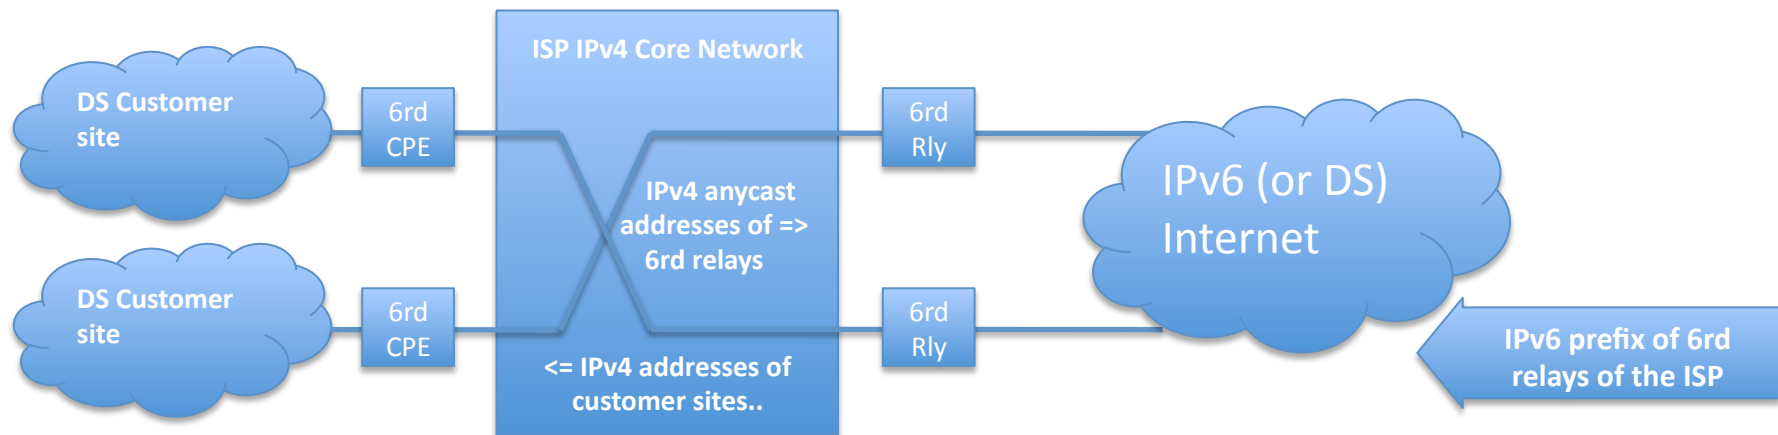 ISP IPv4 Core Network
DS Customer
site
6rd
CPE
6rd
Rly
IPv6 (or DS)
Internet
IPv4 anycast
addresses of =>
6rd relays
DS Customer
site
6rd
CPE
6rd
Rly
<= IPv4 addresses of
customer sites..
IPv6 prefix of 6rd
relays of the ISP